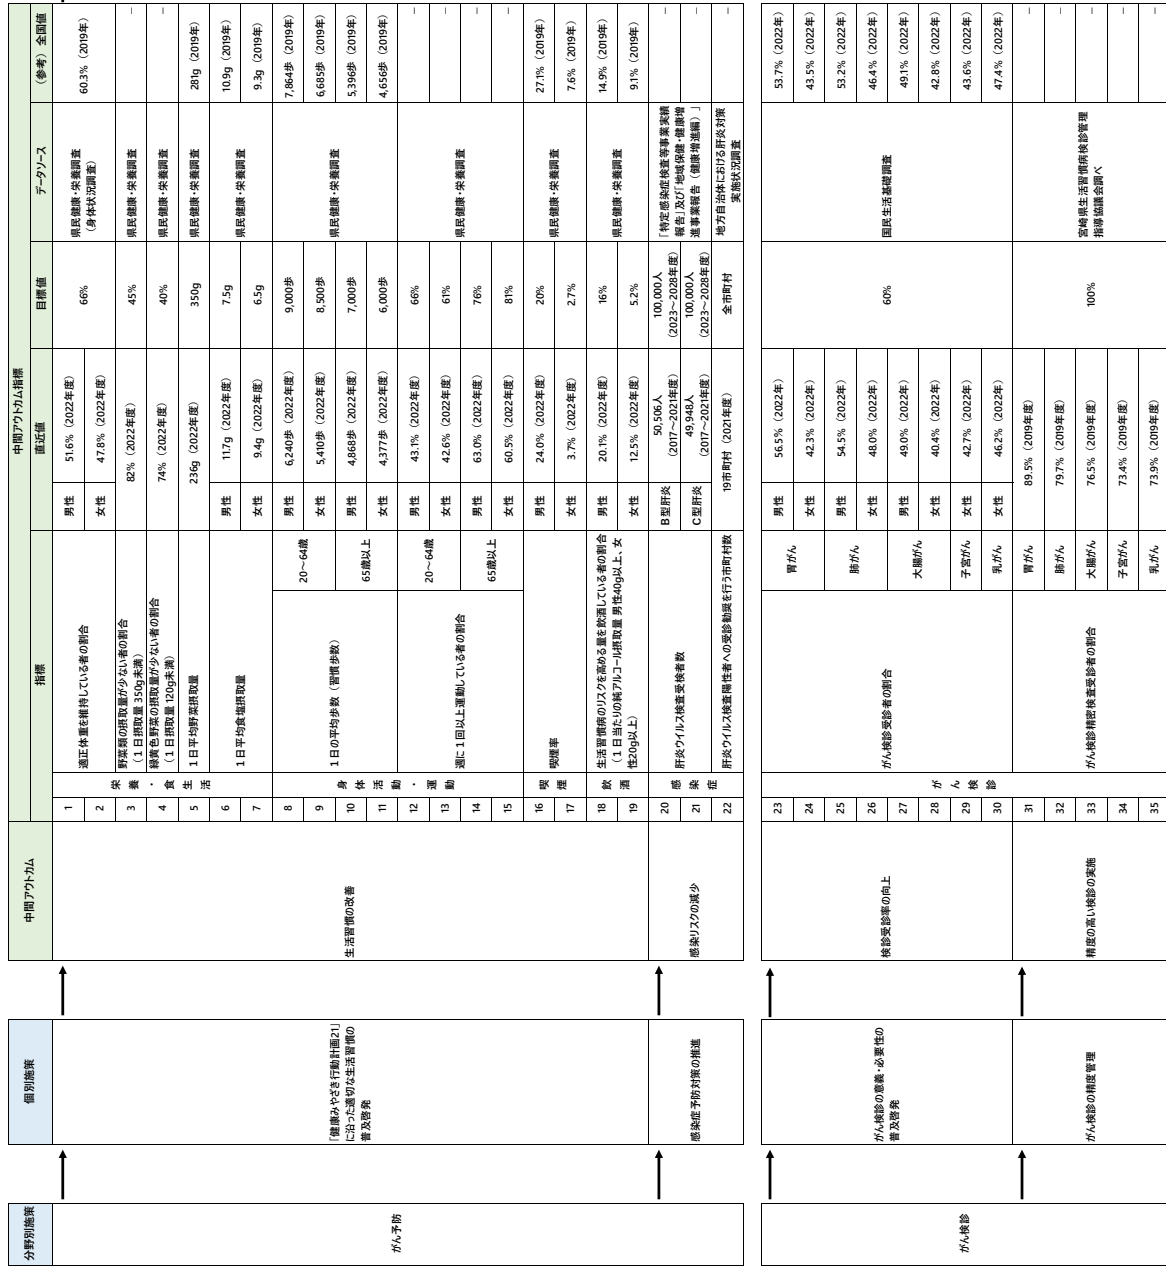 分野別施策
個別施策
中間アウトカム
中間アウトカム指標
指標
直近値
目標値
データソース
（参考）全国値
がん予防
「健康みやざき行動計画21」
に沿った適切な生活習慣の
普及啓発
生活習慣の改善
栄養・食生活
1
適正体重を維持している者の割合
男性
51.6%（2022年度）
66%
県民健康・栄養調査
（身体状況調査）
60.3%（2019年）
2
女性
47.8%（2022年度）
3
野菜類の摂取量が少ない者の割合
（１日摂取量 350g未満）
82%（2022年度）
45%
県民健康・栄養調査
－
4
緑黄色野菜の摂取量が少ない者の割合
（１日摂取量 120g未満）
74%（2022年度）
40%
県民健康・栄養調査
－
5
１日平均野菜摂取量
236g（2022年度）
350g
県民健康・栄養調査
281g（2019年）
6
１日平均食塩摂取量
男性
11.7g（2022年度）
7.5g
県民健康・栄養調査
10.9g（2019年）
7
女性
9.4g（2022年度）
6.5g
9.3g（2019年）
身体活動・運動
8
１日の平均歩数（習慣歩数）
20～64歳
男性
6,240歩（2022年度）
9,000歩
県民健康・栄養調査
7,864歩（2019年）
9
女性
5,410歩（2022年度）
8,500歩
6,685歩（2019年）
10
65歳以上
男性
4,868歩（2022年度）
7,000歩
5,396歩（2019年）
11
女性
4,377歩（2022年度）
6,000歩
4,656歩（2019年）
12
週に１回以上運動している者の割合
20～64歳
男性
43.1%（2022年度）
66%
県民健康・栄養調査
－
13
女性
42.6%（2022年度）
61%
－
14
65歳以上
男性
63.0%（2022年度）
76%
－
15
女性
60.5%（2022年度）
81%
－
喫煙
16
喫煙率
男性
24.0%（2022年度）
20%
県民健康・栄養調査
27.1%（2019年）
17
女性
3.7%（2022年度）
2.7%
7.6%（2019年）
飲酒
18
生活習慣病のリスクを高める量を飲酒している者の割合
（１日当たりの純アルコール摂取量 男性40g以上、女
性20g以上）
男性
20.1%（2022年度）
16%
県民健康・栄養調査
14.9%（2019年）
19
女性
12.5%（2022年度）
5.2%
9.1%（2019年）
感染症予防対策の推進
感染リスクの減少
感染症
20
肝炎ウイルス検査受検者数
B型肝炎
50,506人
（2017～2021年度）
100,000人
（2023～2028年度）
「特定感染症検査等事業実績
報告」及び「地域保健・健康増
進事業報告（健康増進編）」
－
21
C型肝炎
49,948人
（2017～2021年度）
100,000人
（2023～2028年度）
－
22
肝炎ウイルス検査陽性者への受診勧奨を行う市町村数
19市町村（2021年度）
全市町村
地方自治体における肝炎対策
実施状況調査
－
がん検診
がん検診の意義・必要性の
普及啓発
検診受診率の向上
がん検診
23
がん検診受診者の割合
胃がん
男性
56.5%（2022年）
60%
国民生活基礎調査
53.7%（2022年）
24
女性
42.3%（2022年）
43.5%（2022年）
25
肺がん
男性
54.5%（2022年）
53.2%（2022年）
26
女性
48.0%（2022年）
46.4%（2022年）
27
大腸がん
男性
49.0%（2022年）
49.1%（2022年）
28
女性
40.4%（2022年）
42.8%（2022年）
29
子宮がん
女性
42.7%（2022年）
43.6%（2022年）
30
乳がん
女性
46.2%（2022年）
47.4%（2022年）
がん検診の精度管理
精度の高い検診の実施
31
がん検診精密検査受診者の割合
胃がん
89.5%（2019年度）
100%
宮崎県生活習慣病検診管理
指導協議会調べ
－
32
肺がん
79.7%（2019年度）
－
33
大腸がん
76.5%（2019年度）
－
34
子宮がん
73.4%（2019年度）
－
35
乳がん
73.9%（2019年度）
－